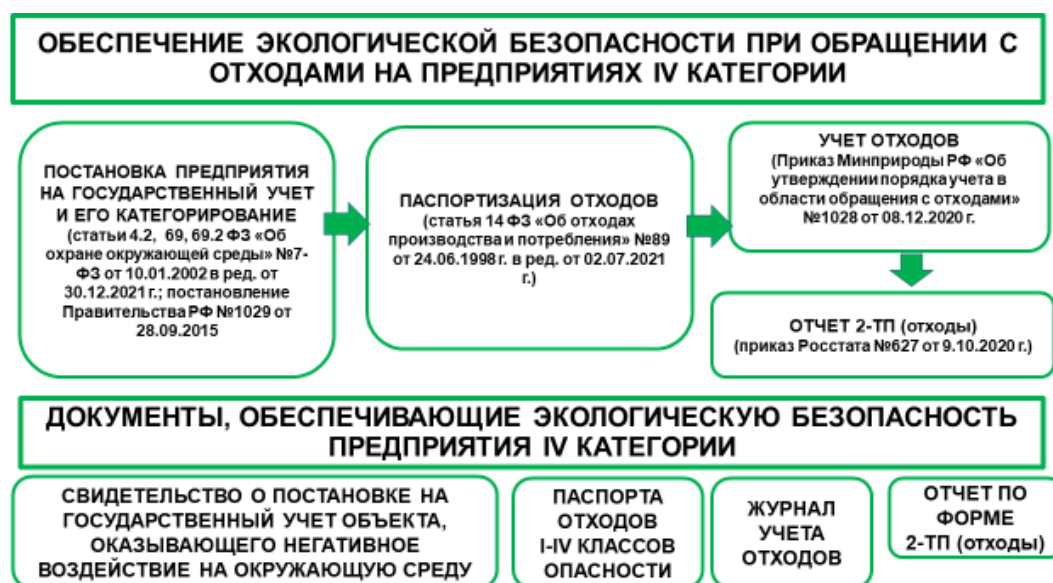 ОБЕСПЕЧЕНИЕ ЭКОЛОГИЧЕСКОЙ БЕЗОПАСНОСТИ ПРИ ОБРАЩЕНИИ С
ОТХОДАМИ НА ПРЕДПРИЯТИЯХ IV КАТЕГОРИИ
ПОСТАНОВКА ПРЕДПРИЯТИЯ
НА ГОСУДАРСТВЕННЫЙ УЧЕТ
И ЕГО КАТЕГОРИРОВАНИЕ
(статьи 4.2, 69, 69.2 ФЗ «Об
охране окружающей среды» №7-
ФЗ от 10.01.2002 в ред. от
30.12.2021 г.; постановление
Правительства РФ №1029 от
28.09.2015
ПАСПОРТИЗАЦИЯ ОТХОДОВ
(статья 14 ФЗ «Об отходах
производства и потребления» №89
от 24.06.1998 г. в ред. от 02.07.2021
г.)
УЧЕТ ОТХОДОВ
(Приказ Минприроды РФ «Об
утверждении порядка учета в
области обращения с отходами»
№1028 от 08.12.2020 г.
ОТЧЕТ 2-ТП (отходы)
(приказ Росстата №627 от 9.10.2020 г.)
ДОКУМЕНТЫ, ОБЕСПЕЧИВАЮЩИЕ ЭКОЛОГИЧЕСКУЮ БЕЗОПАСНОСТЬ
ПРЕДПРИЯТИЯ IV КАТЕГОРИИ
СВИДЕТЕЛЬСТВО О ПОСТАНОВКЕ НА
ГОСУДАРСТВЕННЫЙ УЧЕТ ОБЪЕКТА,
ОКАЗЫВАЮЩЕГО НЕГАТИВНОЕ
ВОЗДЕЙСТВИЕ НА ОКРУЖАЮЩУЮ СРЕДУ
ПАСПОРТА
ОТХОДОВ
I-IV КЛАССОВ
ОПАСНОСТИ
ЖУРНАЛ
УЧЕТА
ОТХОДОВ
ОТЧЕТ ПО
ФОРМЕ
2-ТП (отходы)